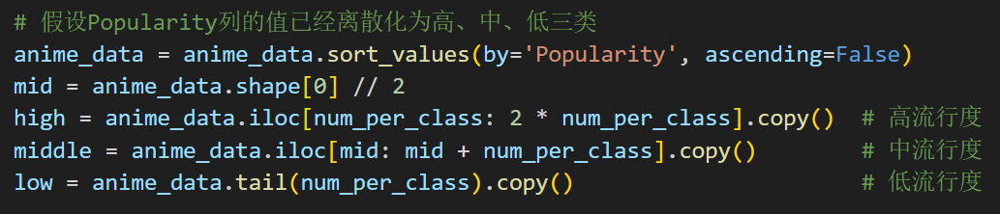 # 假设Popularity列的值已经离散化为高、中、低三类
anime_data = anime_data.sort_values(by='Popularity', ascending=False)
mid = anime_data.shape[0] // 2
high = anime_data.iloc[num_per_class: 2 * num_per_class].copy()  # 高流行度
middle = anime_data.iloc[mid: mid + num_per_class].copy()        # 中流行度
low = anime_data.tail(num_per_class).copy()                      # 低流行度